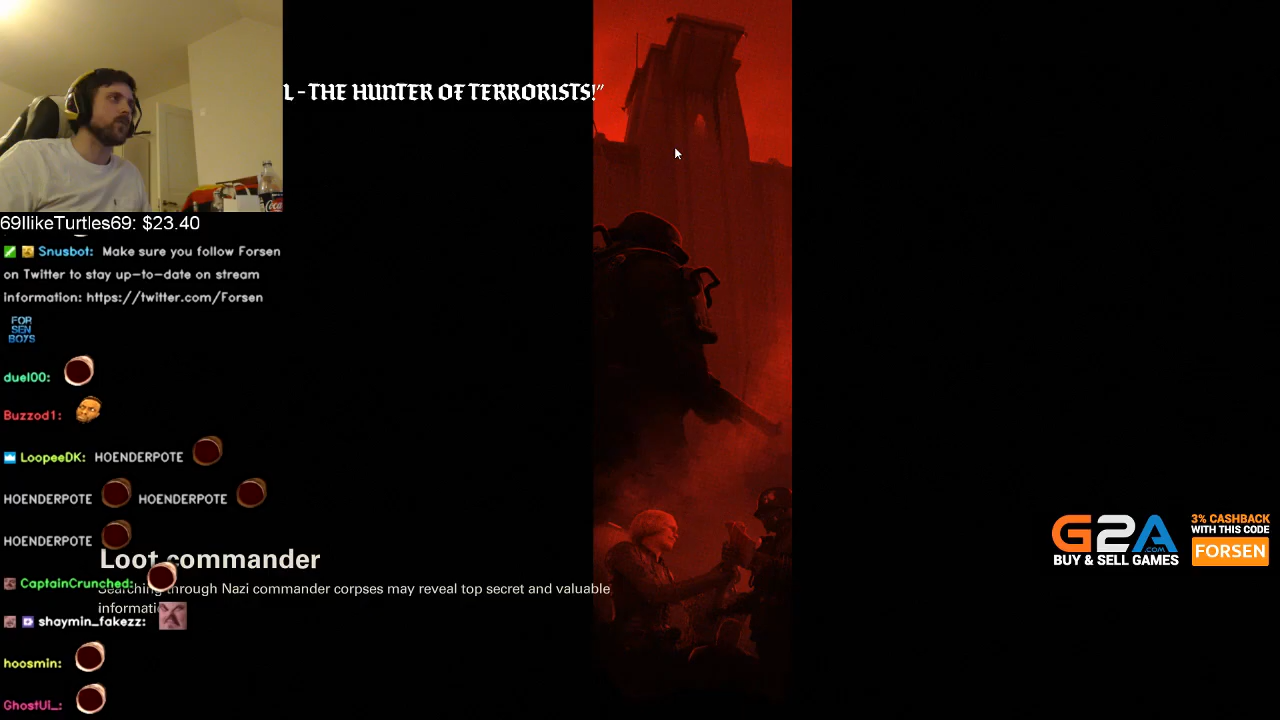 L - THE HUNTER OF TERRORISTS!"
69IlikeTurtles69: $23.40
Snusbot: Make sure you follow Forsen
on Twitter to stay up-to-date on stream
information: https://twitter.com/Forsen
FOR
SEN
BOYS
duel00:
Buzzod1:
LoopeeDK: HOENDERPOTE
HOENDERPOTE HOENDERPOTE
HOENDERPOTE
Loot commander
CaptainCrunched:
Searching through Nazi commander corpses may reveal top secret and valuable
informati
shaymin_fakezz:
hoosmin:
GhostUi_:
G2A
.COM
BUY & SELL GAMES
3% CASHBACK
WITH THIS CODE
FORSEN